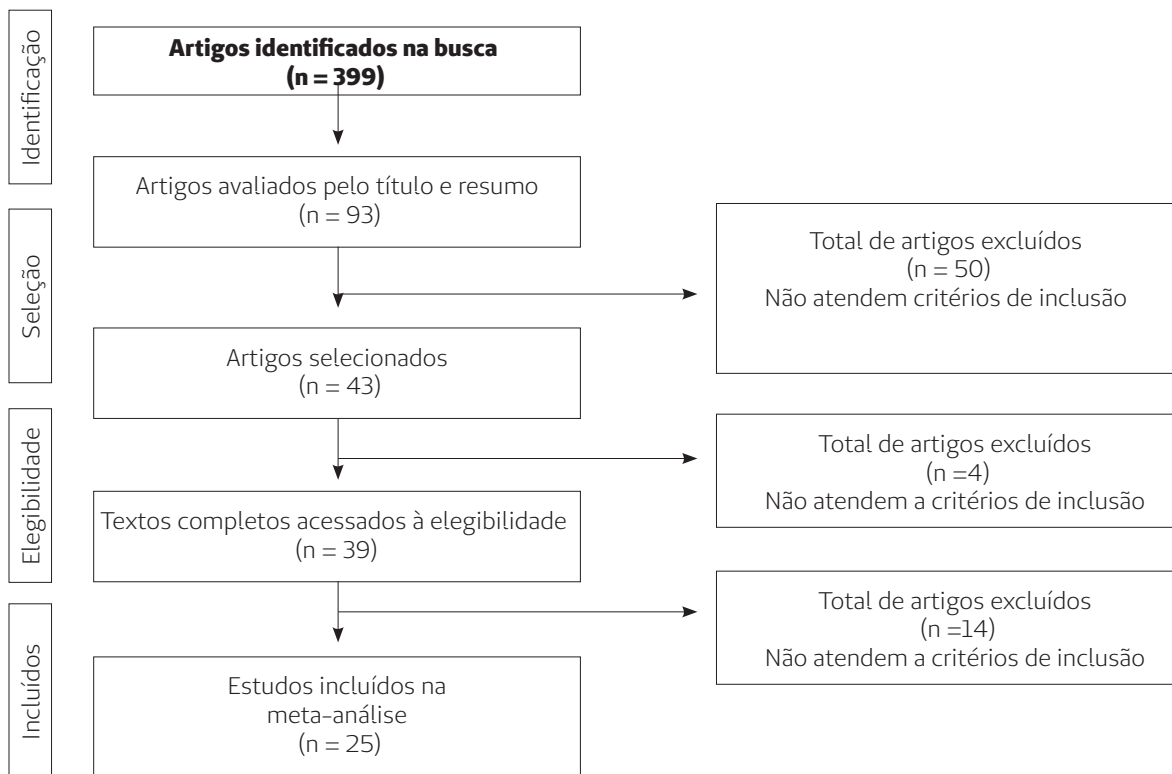 Identificação
Artigos identificados na busca
(n = 399)
Artigos avaliados pelo título e resumo
(n = 93)
Seleção
Total de artigos excluídos
(n = 50)
Não atendem critérios de inclusão
Artigos selecionados
(n = 43)
Elegibilidade
Total de artigos excluídos
(n =4)
Não atendem a critérios de inclusão
Textos completos acessados à elegibilidade
(n = 39)
Total de artigos excluídos
(n =14)
Não atendem a critérios de inclusão
Incluídos
Estudos incluídos na
meta-análise
(n = 25)